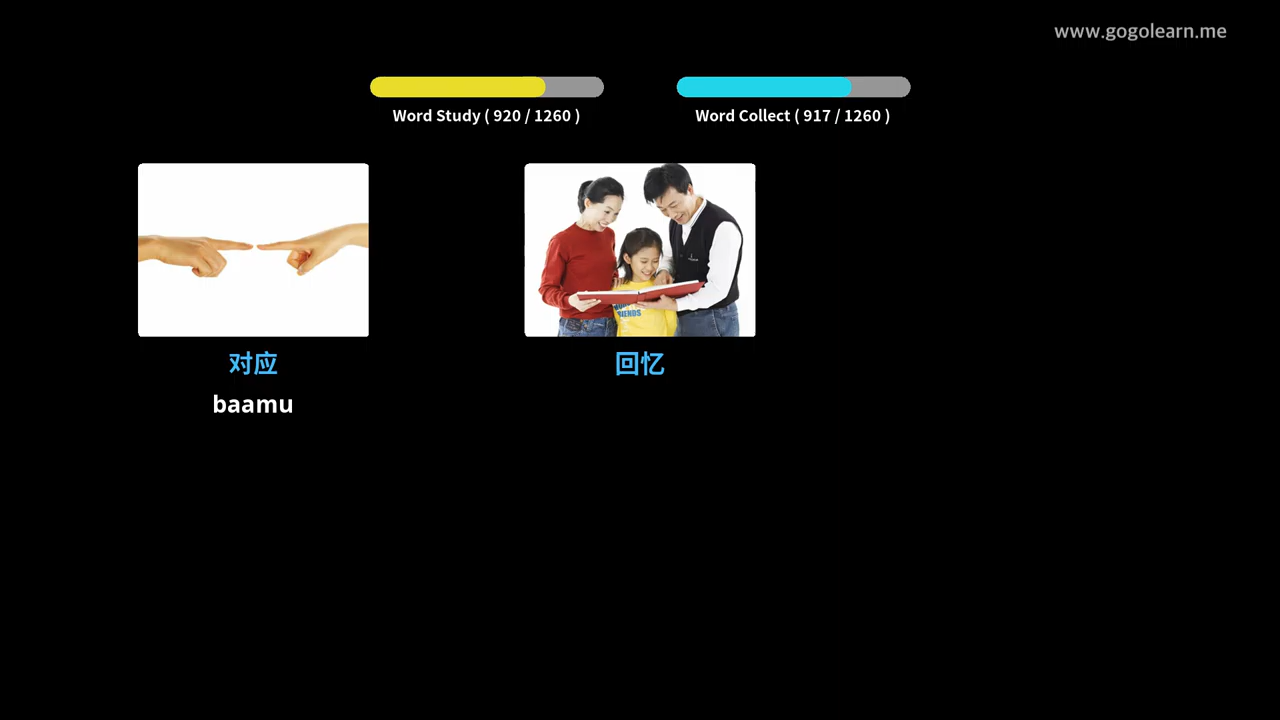 www.gogolearn.me
Word Study ( 920 / 1260 )
Word Collect ( 917 / 1260 )
对应
baamu
回忆